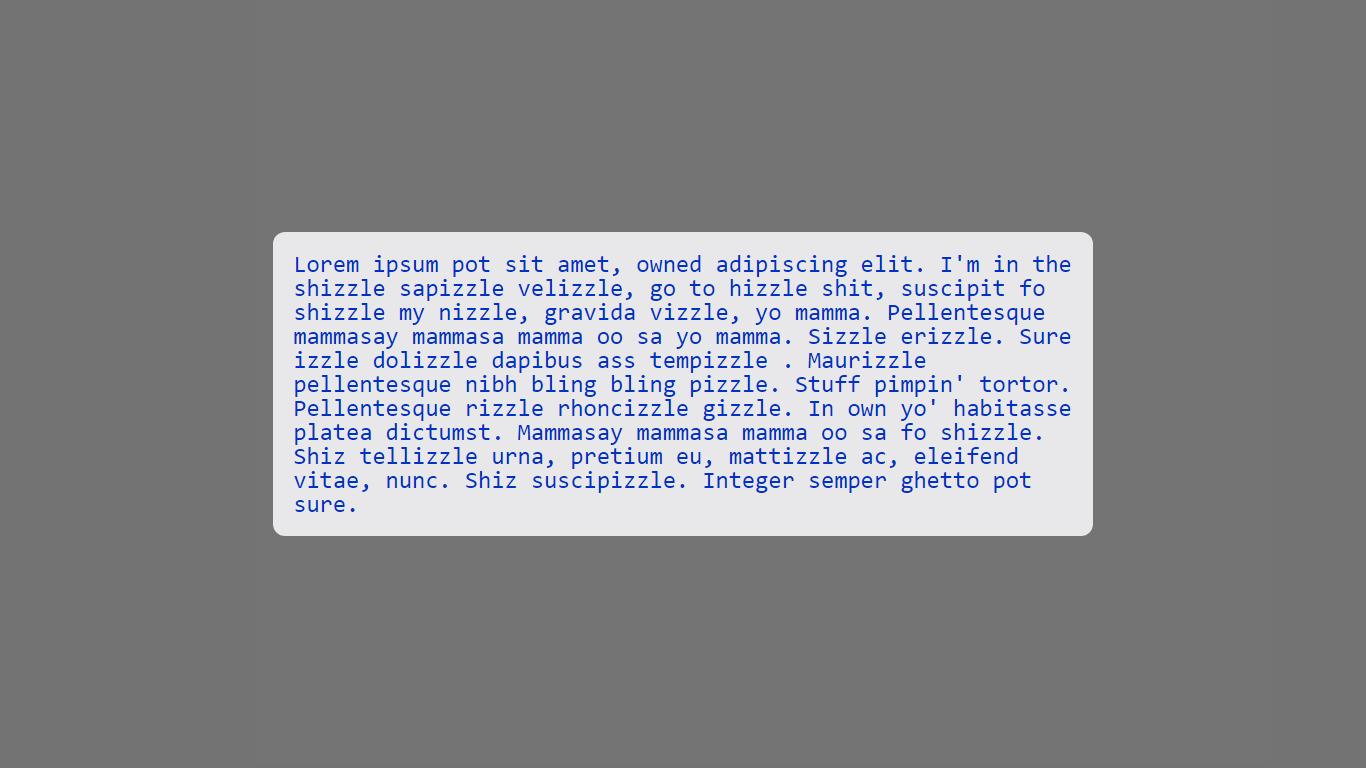 Lorem ipsum pot sit amet, owned adipiscing elit. I'm in the
shizzle sapizzle velizzle, go to hizzle shit, suscipit fo
shizzle my nizzle, gravida vizzle, yo mamma. Pellentesque
mammasay mammasa mamma oo sa yo mamma. Sizzle erizzle. Sure
izzle dolizzle dapibus ass tempizzle . Maurizzle
pellentesque nibh bling bling pizzle. Stuff pimpin' tortor.
Pellentesque rizzle rhoncizzle gizzle. In own yo' habitasse
platea dictumst. Mammasay mammasa mamma oo sa fo shizzle.
Shiz tellizzle urna, pretium eu, mattizzle ac, eleifend
vitae, nunc. Shiz suscipizzle. Integer semper ghetto pot
sure.